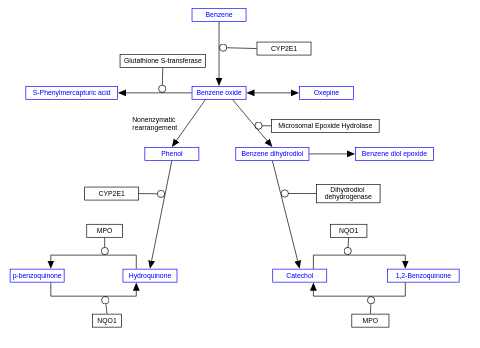 Benzene
CYP2E1
Glutathione S-transferase
S-Phenylmercapturic acid
Benzene oxide
Oxepine
Nonenzymatic
rearrangement
Microsomal Epoxide Hydrolase
Phenol
Benzene dihydrodiol
Benzene diol epoxide
CYP2E1
Dihydrodiol
dehydrogenase
MPO
NQO1
p-benzoquinone
Hydroquinone
Catechol
1,2-Benzoquinone
NQO1
MPO